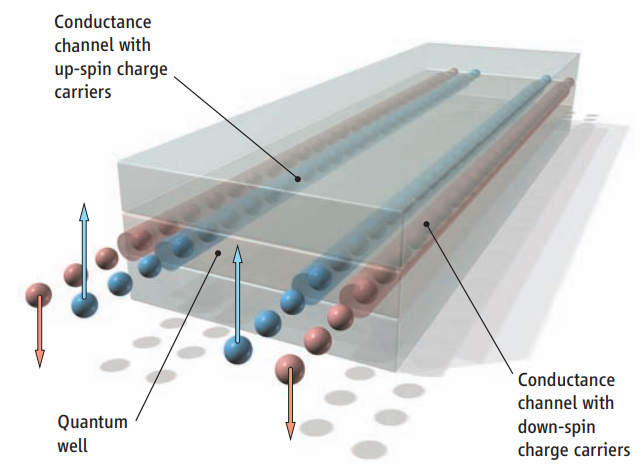 Conductance
channel with
up-spin charge
carriers
Quantum
well
Conductance
channel with
down-spin
charge carriers